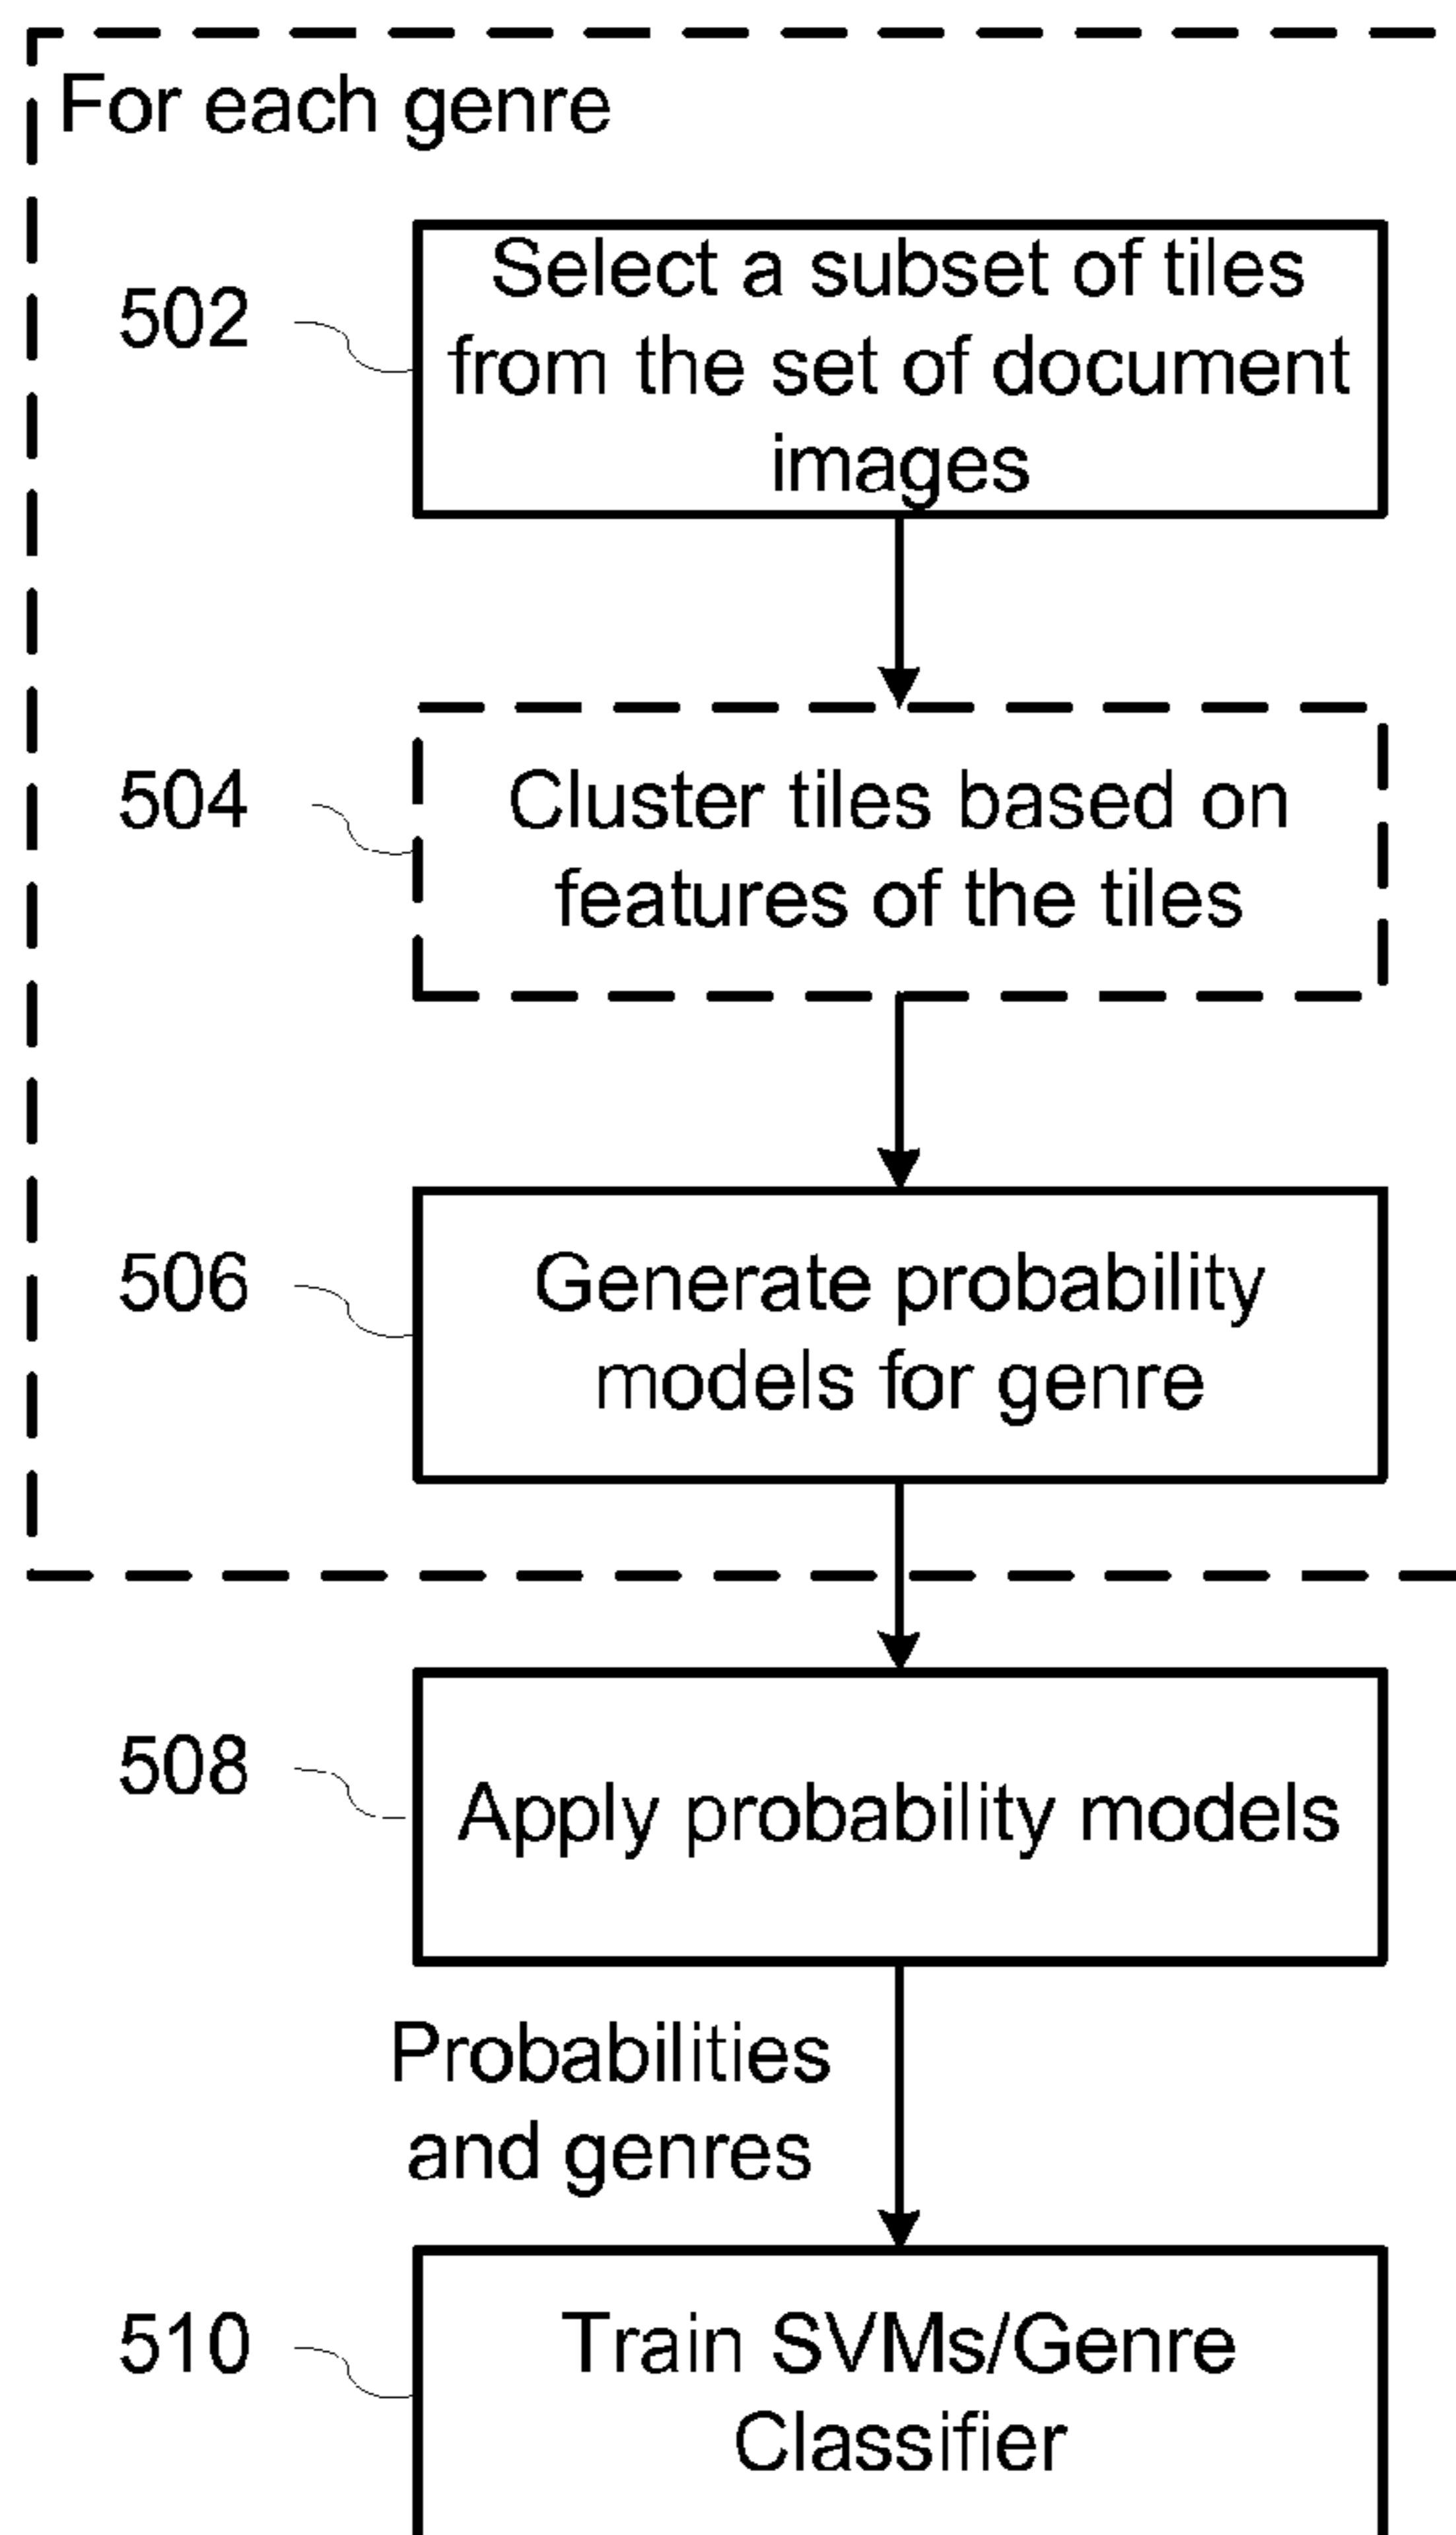 For each genre
502
Select a subset of tiles
from the set of document
images
504
Cluster tiles based on
features of the tiles
506
Generate probability
models for genre
508
Apply probability models
Probabilities
and genres
510
Train SVMs/Genre
Classifier